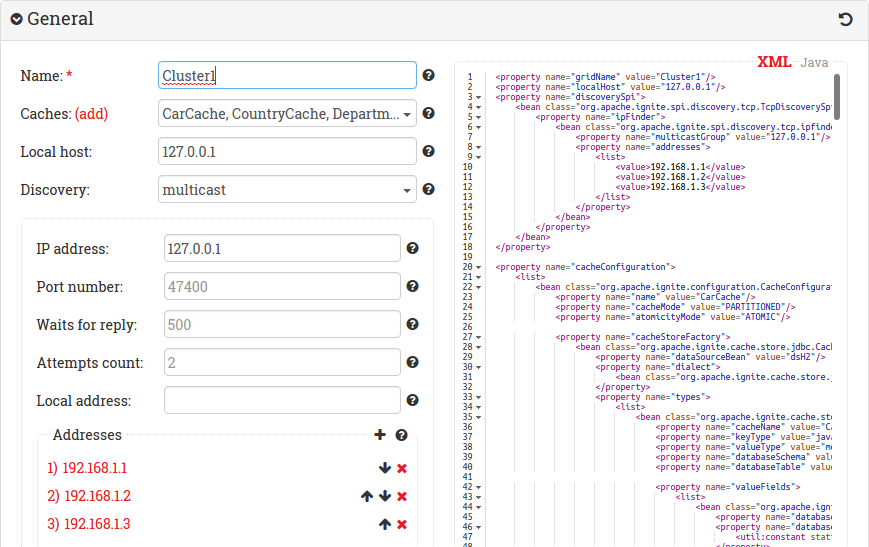 General
Name: *
Cluster1
Caches: (add)
CarCache, CountryCache, Departm...
Local host:
127.0.0.1
Discovery:
multicast
IP address:
127.0.0.1
Port number:
47400
Waits for reply:
500
Attempts count:
2
Local address:
Addresses
1) 192.168.1.1
2) 192.168.1.2
3) 192.168.1.3
XML Java
1 <property name="gridName" value="Cluster1"/>
2 <property name="localHost" value="127.0.0.1"/>
3 <property name="discoverySpi">
4 <bean class="org.apache.ignite.spi.discovery.tcp.TcpDiscoverySp
5 <property name="ipFinder">
6 <bean class="org.apache.ignite.spi.discovery.tcp.ipfinde
7 <property name="multicastGroup" value="127.0.0.1"/>
8 <property name="addresses">
9 <list>
10 <value>192.168.1.1</value>
11 <value>192.168.1.2</value>
12 <value>192.168.1.3</value>
13 </list>
14 </property>
15 </bean>
16 </property>
17 </bean>
18 </property>
19
20 <property name="cacheConfiguration">
21 <list>
22 <bean class="org.apache.ignite.configuration.CacheConfigurat
23 <property name="name" value="CarCache"/>
24 <property name="cacheMode" value="PARTITIONED"/>
25 <property name="atomicityMode" value="ATOMIC"/>
26
27 <property name="cacheStoreFactory">
28 <bean class="org.apache.ignite.cache.store.jdbc.Cach
29 <property name="dataSourceBean" value="dsH2"/>
30 <property name="dialect">
31 <bean class="org.apache.ignite.cache.store.j
32 </property>
33 <property name="types">
34 <list>
35 <bean class="org.apache.ignite.cache.sto
36 <property name="cacheName" value="Ca
37 <property name="keyType" value="java
38 <property name="valueType" value="mo
39 <property name="databaseSchema" valu
40 <property name="databaseTable" value
41
42 <property name="valueFields">
43 <list>
44 <bean class="org.apache.igni
45 <property name="database
46 <property name="database
47 <util:constant stat
48 </property>